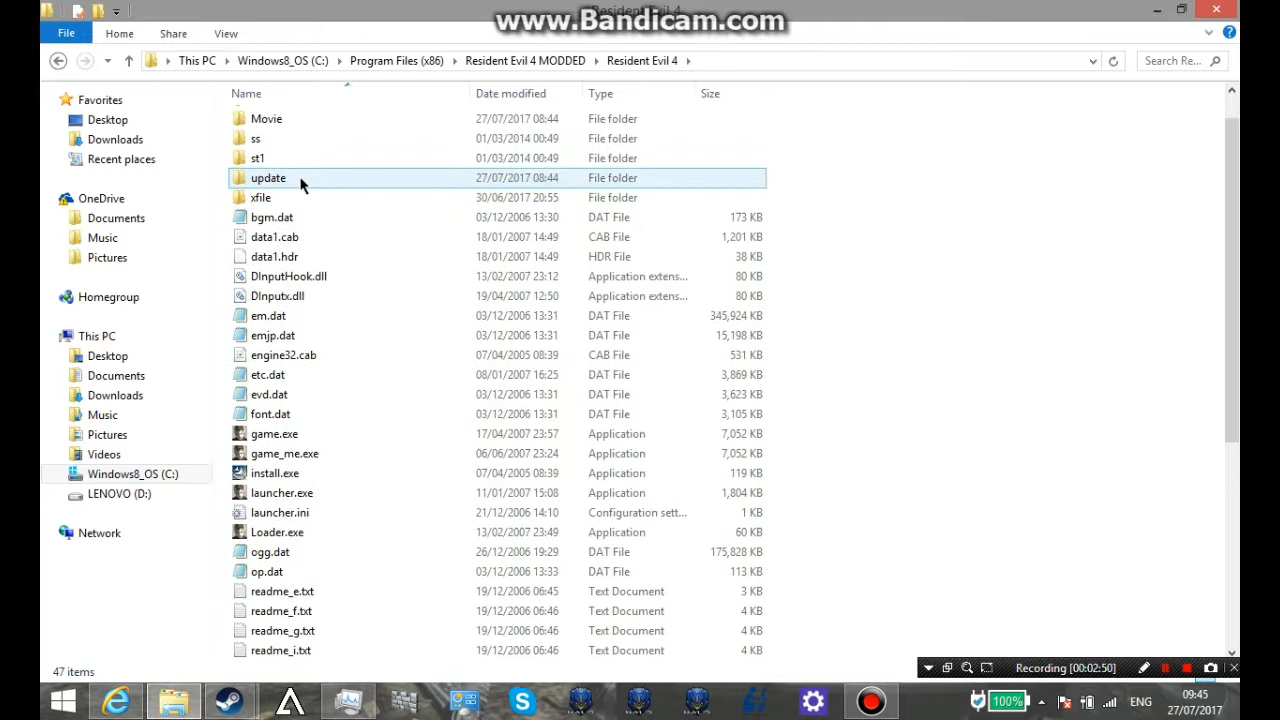 Resident Evil 4
www.Bandicam.com
File Home Share View
This PC Windows8_OS (C:) Program Files (x86) Resident Evil 4 MODDED Resident Evil 4 Search Re...
Name Date modified Type Size
Favorites
Desktop
Downloads
Recent places
OneDrive
Documents
Music
Pictures
Homegroup
This PC
Desktop
Documents
Downloads
Music
Pictures
Videos
Windows8_OS (C:)
LENOVO (D:)
Network
Movie 27/07/2017 08:44 File folder
ss 01/03/2014 00:49 File folder
st1 01/03/2014 00:49 File folder
update 27/07/2017 08:44 File folder
xfile 30/06/2017 20:55 File folder
bgm.dat 03/12/2006 13:30 DAT File 173 KB
data1.cab 18/01/2007 14:49 CAB File 1,201 KB
data1.hdr 18/01/2007 14:49 HDR File 38 KB
DInputHook.dll 13/02/2007 23:12 Application extens... 80 KB
DInputx.dll 19/04/2007 12:50 Application extens... 80 KB
em.dat 03/12/2006 13:31 DAT File 345,924 KB
emjp.dat 03/12/2006 13:31 DAT File 15,198 KB
engine32.cab 07/04/2005 08:39 CAB File 531 KB
etc.dat 08/01/2007 16:25 DAT File 3,869 KB
evd.dat 03/12/2006 13:31 DAT File 3,623 KB
font.dat 03/12/2006 13:31 DAT File 3,105 KB
game.exe 17/04/2007 23:57 Application 7,052 KB
game_me.exe 06/06/2007 23:24 Application 7,052 KB
install.exe 07/04/2005 08:39 Application 119 KB
launcher.exe 11/01/2007 15:08 Application 1,804 KB
launcher.ini 21/12/2006 14:10 Configuration sett... 1 KB
Loader.exe 13/02/2007 23:49 Application 60 KB
ogg.dat 26/12/2006 19:29 DAT File 175,828 KB
op.dat 03/12/2006 13:33 DAT File 113 KB
readme_e.txt 19/12/2006 06:45 Text Document 3 KB
readme_f.txt 19/12/2006 06:46 Text Document 4 KB
readme_g.txt 19/12/2006 06:46 Text Document 4 KB
readme_i.txt 19/12/2006 06:46 Text Document 4 KB
47 items
Recording [00:02:50]
100% ENG 09:45
27/07/2017